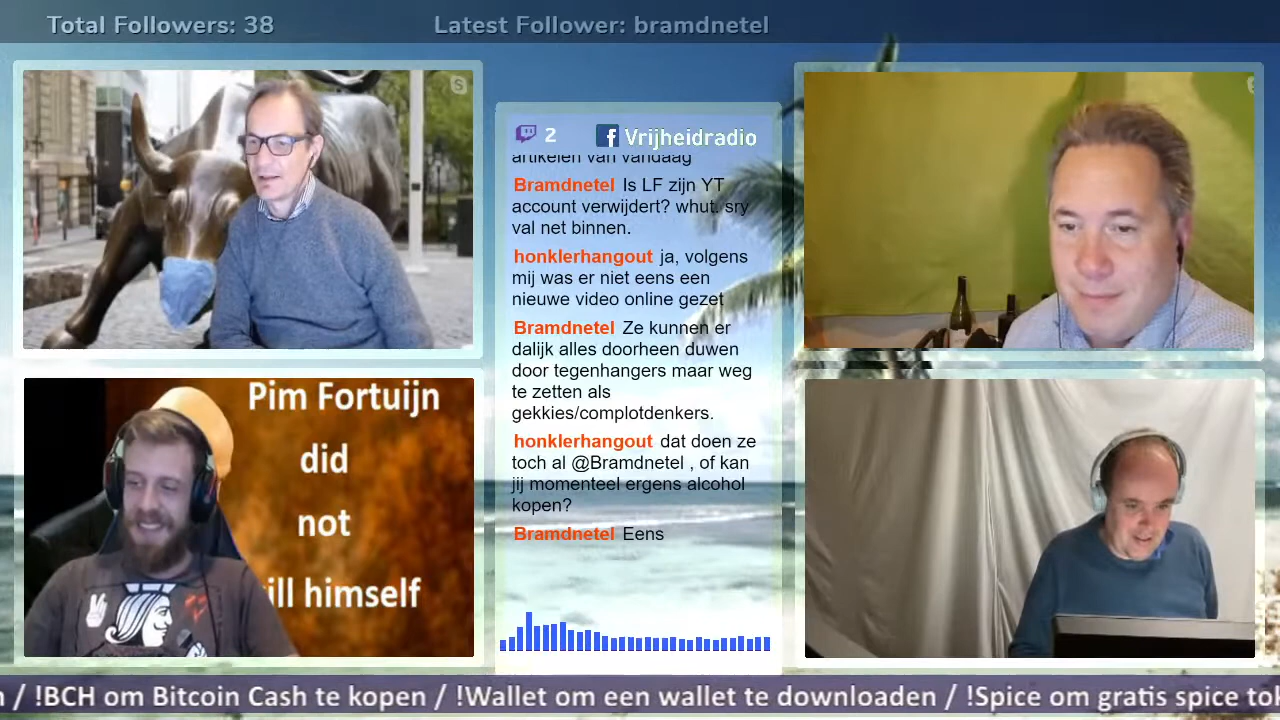 Total Followers: 38
Latest Follower: bramdnetel
2
Vrijheidradio
artikelen van vandaag
Bramdnetel Is LF zijn YT
account verwijdert? whut. sry
val net binnen.
honklerhangout ja, volgens
mij was er niet eens een
nieuwe video online gezet
Bramdnetel Ze kunnen er
dalijk alles doorheen duwen
door tegenhangers maar weg
te zetten als
gekkies/complotdenkers.
honklerhangout dat doen ze
toch al @Bramdnetel , of kan
jij momenteel ergens alcohol
kopen?
Bramdnetel Eens
Pim Fortuijn
did
not
ill himself
/ !BCH om Bitcoin Cash te kopen / !Wallet om een wallet te downloaden / !Spice om gratis spice tok